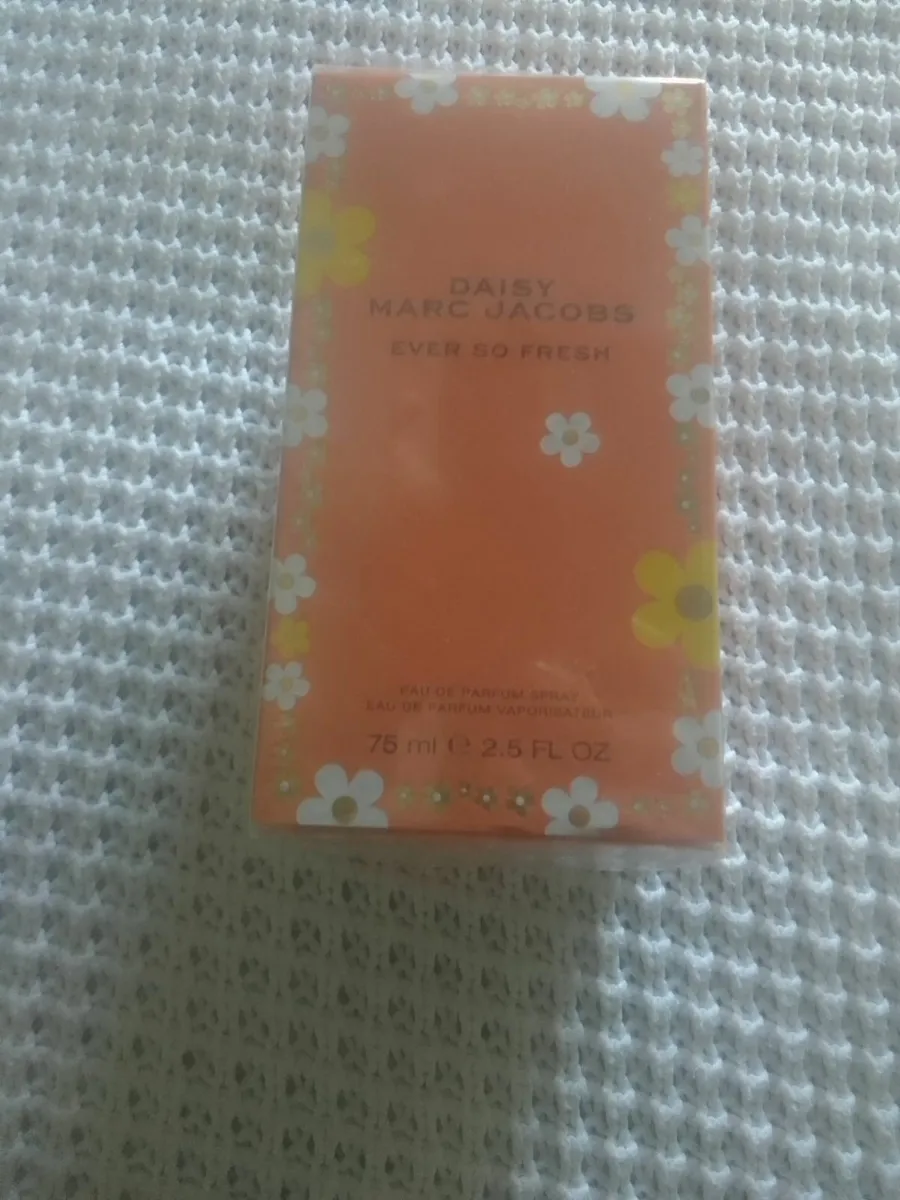 DAISY
MARC JACOBS
EVER SO FRESH
EAU DE PARFUM SPRAY
EAU DE PARFUM VAPORISATEUR
75 ml ℮ 2.5 FL OZ